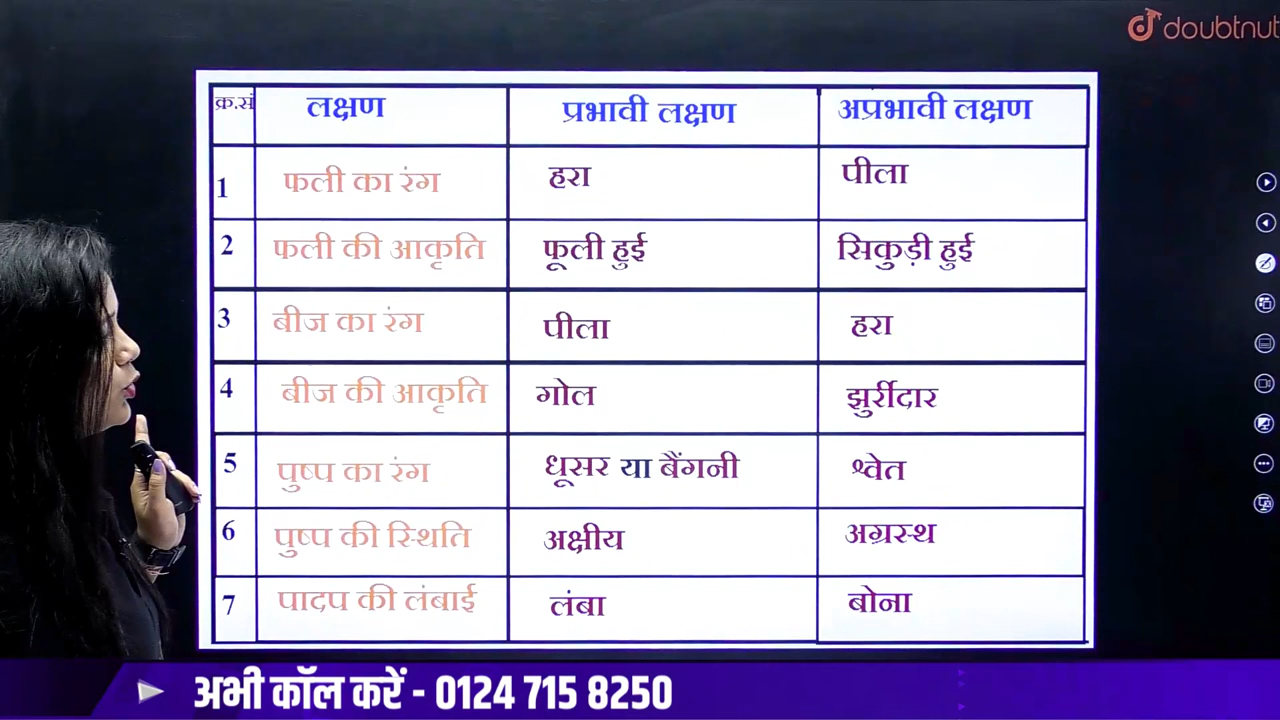 doubtnut
क्र.सं लक्षण प्रभावी लक्षण अप्रभावी लक्षण
1 फली का रंग हरा पीला
2 फली की आकृति फूली हुई सिकुड़ी हुई
3 बीज का रंग पीला हरा
4 बीज की आकृति गोल झुर्रीदार
5 पुष्प का रंग धूसर या बैंगनी श्वेत
6 पुष्प की स्थिति अक्षीय अग्रस्थ
7 पादप की लंबाई लंबा बोना
अभी कॉल करें - 0124 715 8250